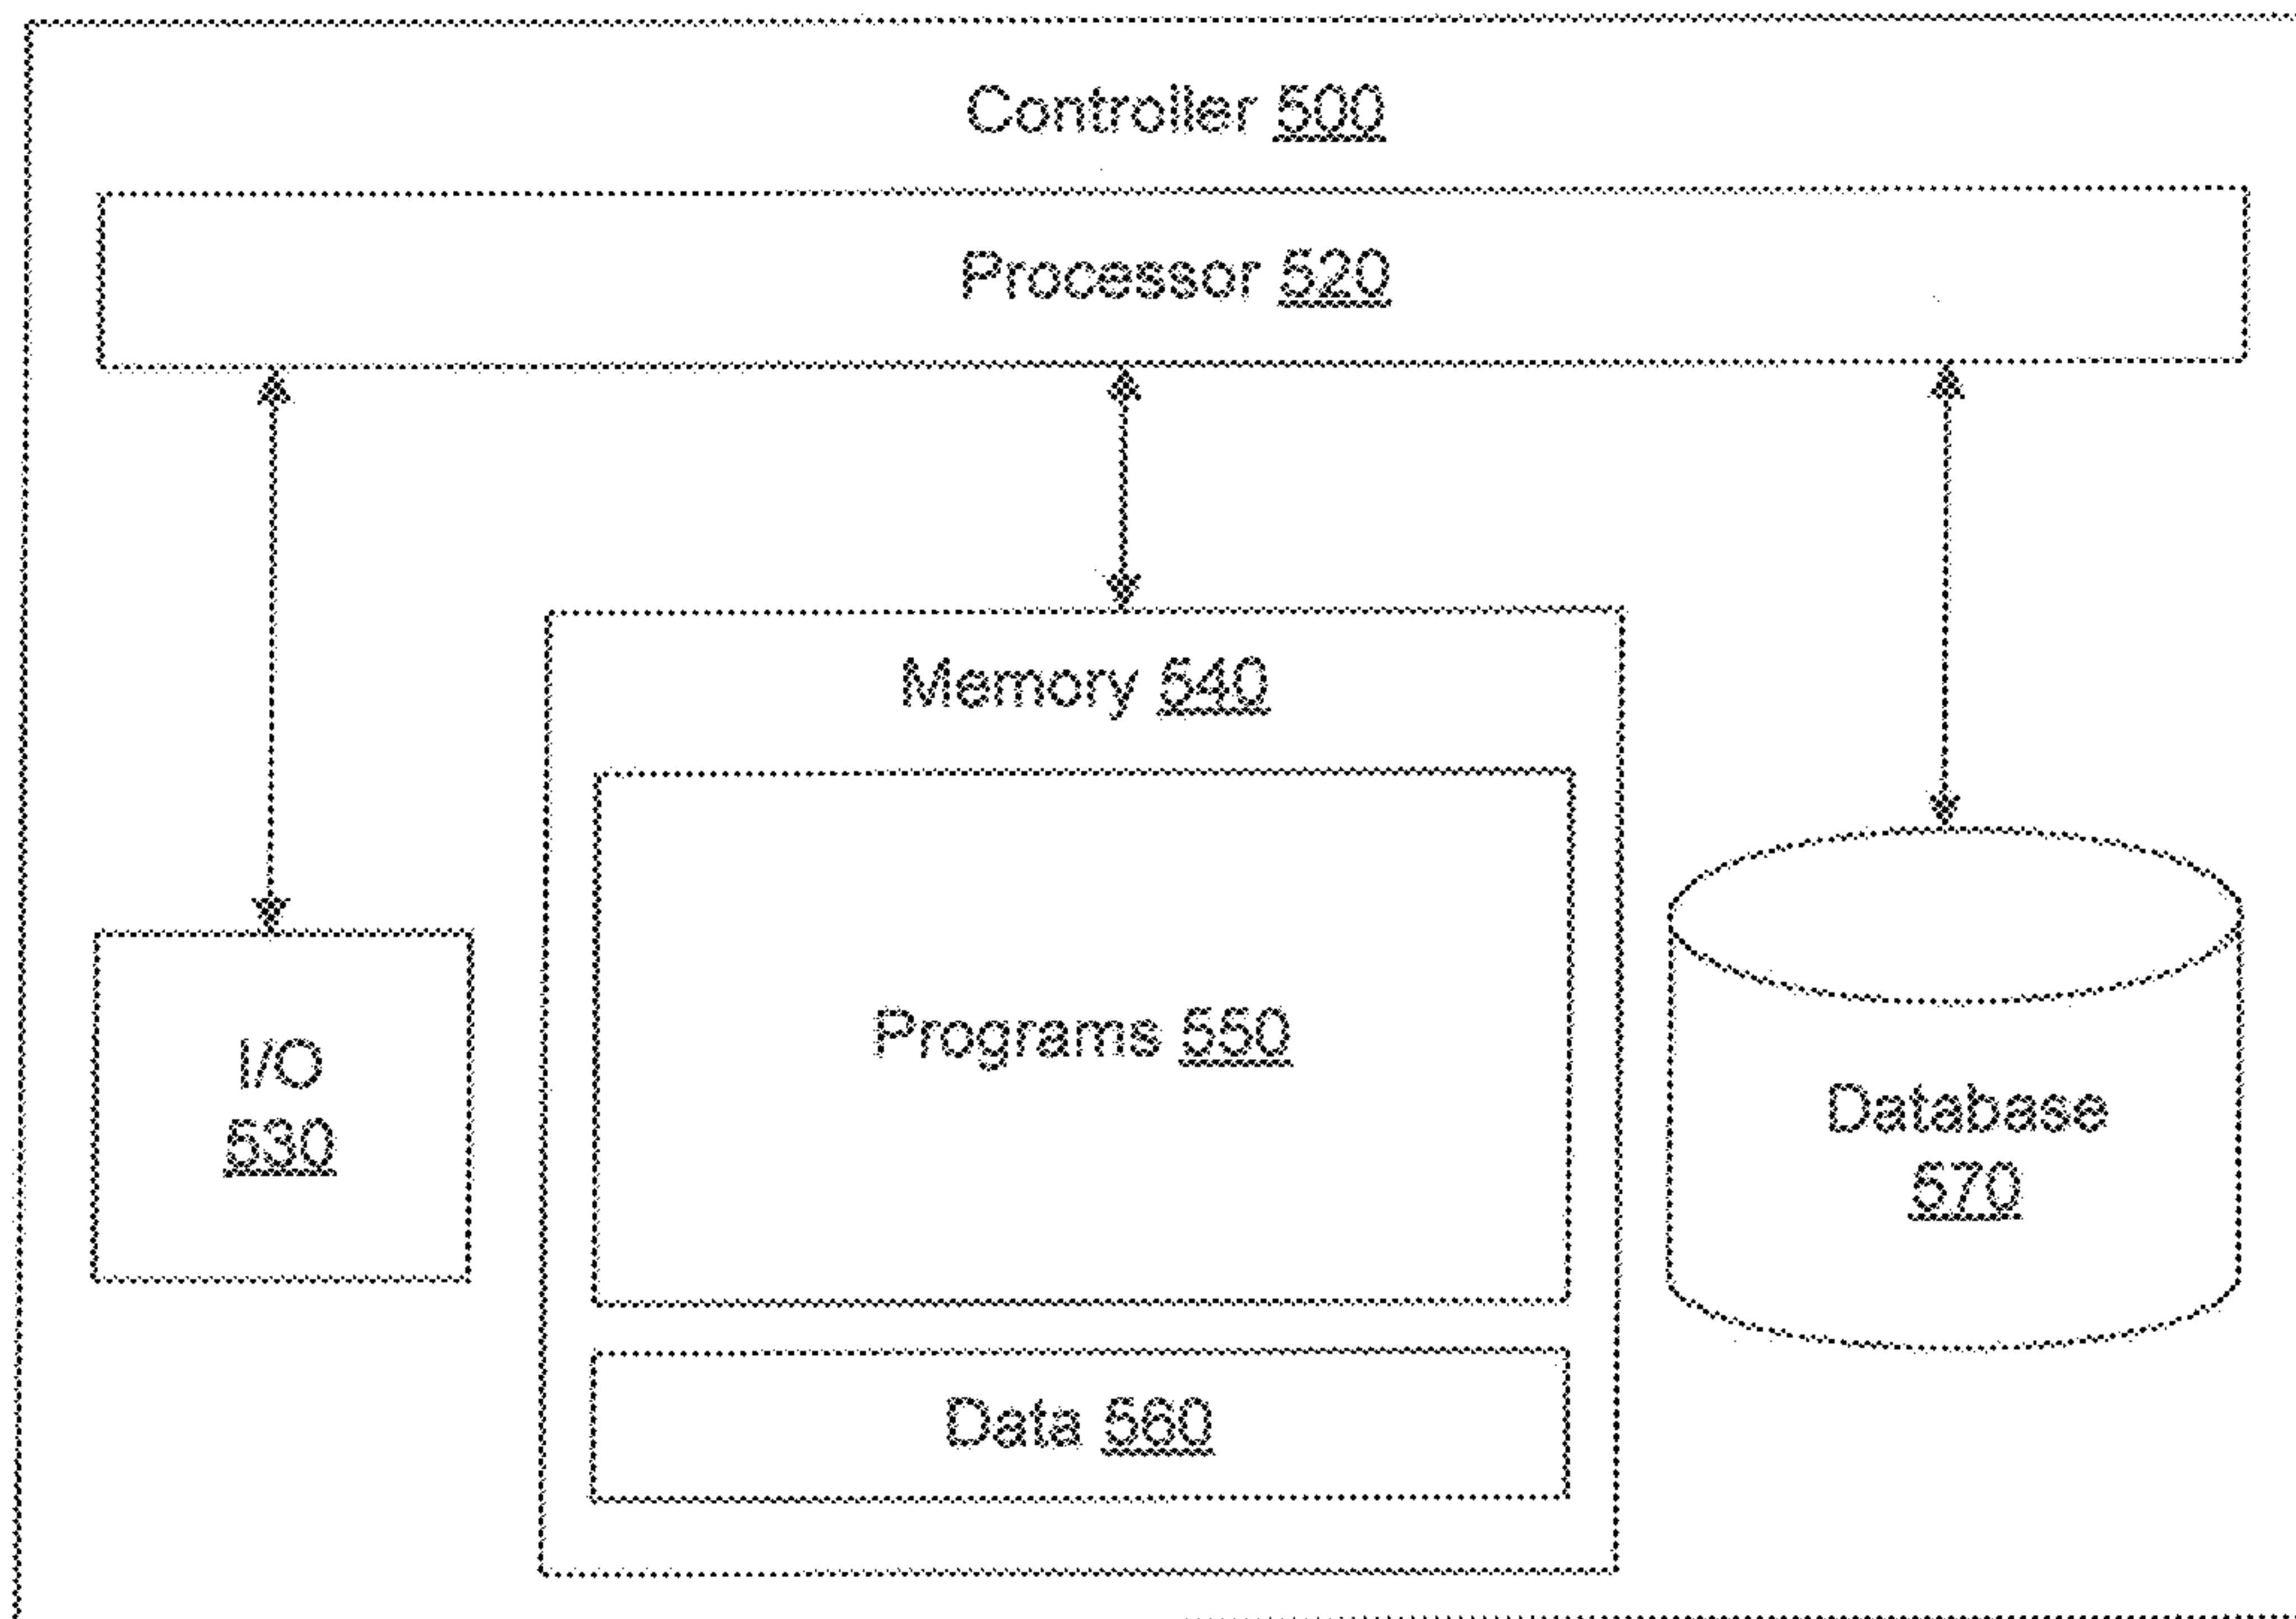 Controller 500
Processor 520
Memory 540
Programs 550
I/O
530
Database
570
Data 560